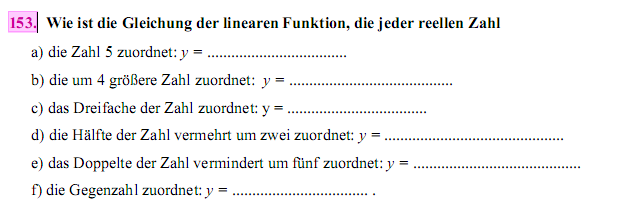 153. Wie ist die Gleichung der linearen Funktion, die jeder reellen Zahl
a) die Zahl 5 zuordnet: y = ...................................
b) die um 4 größere Zahl zuordnet: y = .........................................
c) das Dreifache der Zahl zuordnet: y = ...................................
d) die Hälfte der Zahl vermehrt um zwei zuordnet: y = .............................................
e) das Doppelte der Zahl vermindert um fünf zuordnet: y = ..........................................
f) die Gegenzahl zuordnet: y = .................................. .